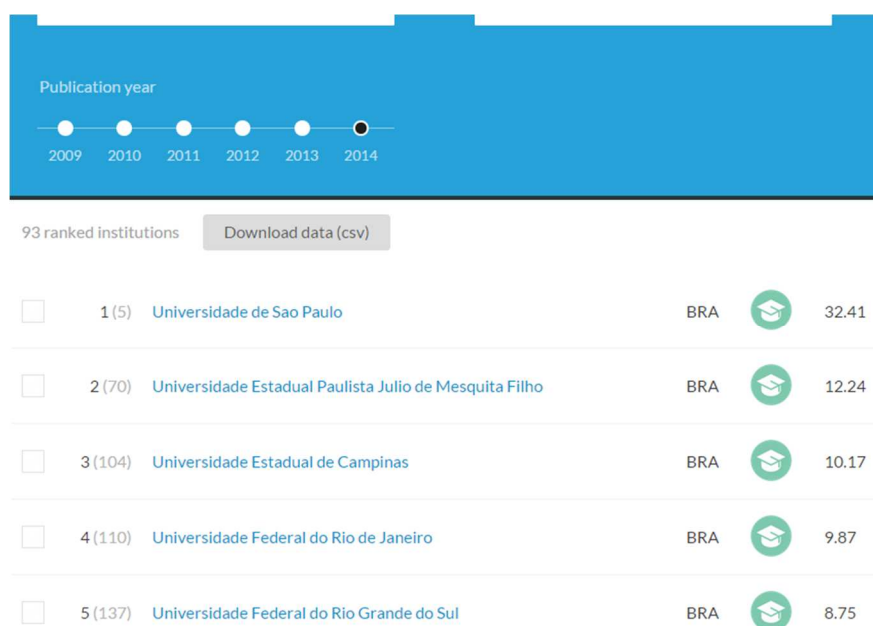 Publication year
2009 2010 2011 2012 2013 2014
93 ranked institutions Download data (csv)
1 (5) Universidade de Sao Paulo BRA 32.41
2 (70) Universidade Estadual Paulista Julio de Mesquita Filho BRA 12.24
3 (104) Universidade Estadual de Campinas BRA 10.17
4 (110) Universidade Federal do Rio de Janeiro BRA 9.87
5 (137) Universidade Federal do Rio Grande do Sul BRA 8.75